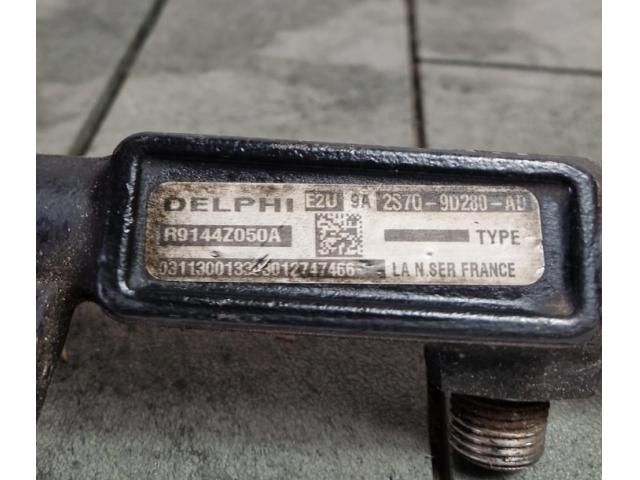 DELPHI E2U 9A 2S70-9D280-AD
R9144Z050A TYPE
LA N.SER FRANCE